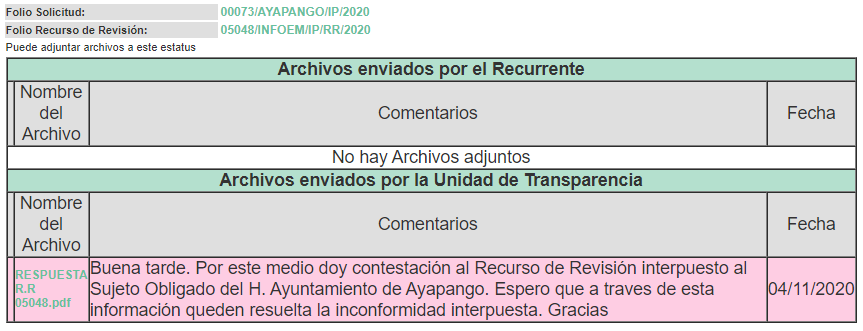 Folio Solicitud: 00073/AYAPANGO/IP/2020
Folio Recurso de Revisión: 05048/INFOEM/IP/RR/2020
Puede adjuntar archivos a este estatus
Archivos enviados por el Recurrente
Nombre
del
Archivo
Comentarios
Fecha
No hay Archivos adjuntos
Archivos enviados por la Unidad de Transparencia
Nombre
del
Archivo
Comentarios
Fecha
RESPUESTA
R.R
05048.pdf
Buena tarde. Por este medio doy contestación al Recurso de Revisión interpuesto al
Sujeto Obligado del H. Ayuntamiento de Ayapango. Espero que a traves de esta
información queden resuelta la inconformidad interpuesta. Gracias
04/11/2020